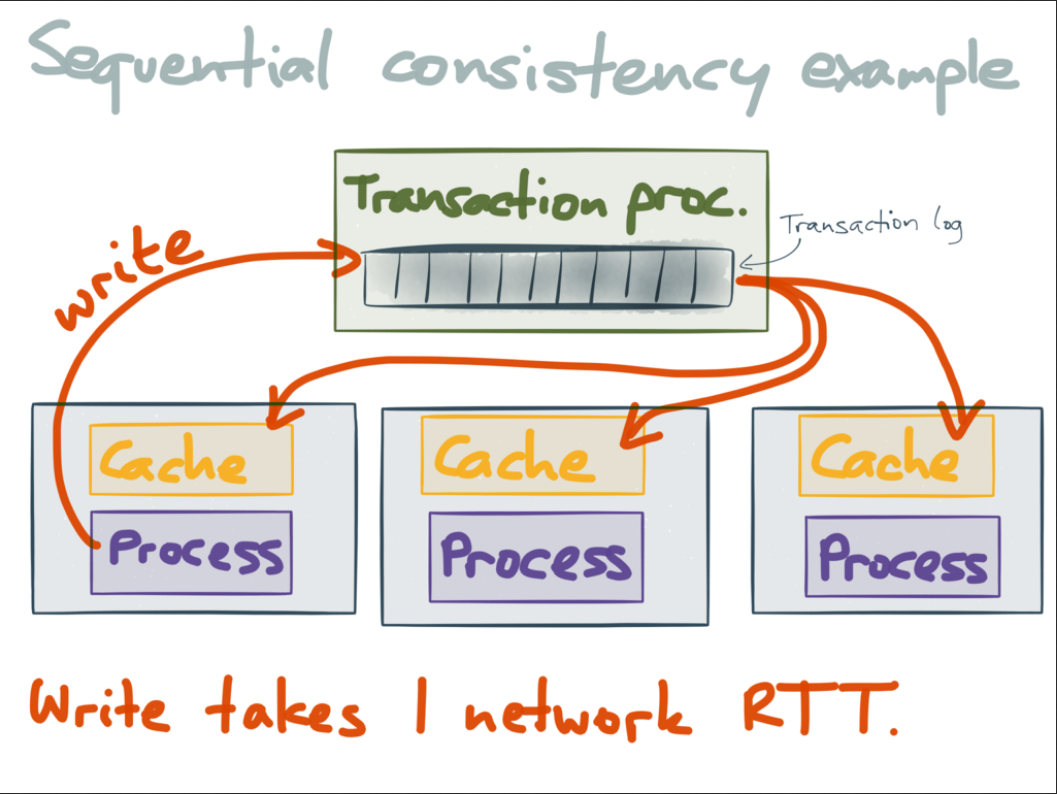 Sequential consistency example
Transaction proc.
Transaction log
write
Cache
Process
Cache
Process
Cache
Process
Write takes 1 network RTT.